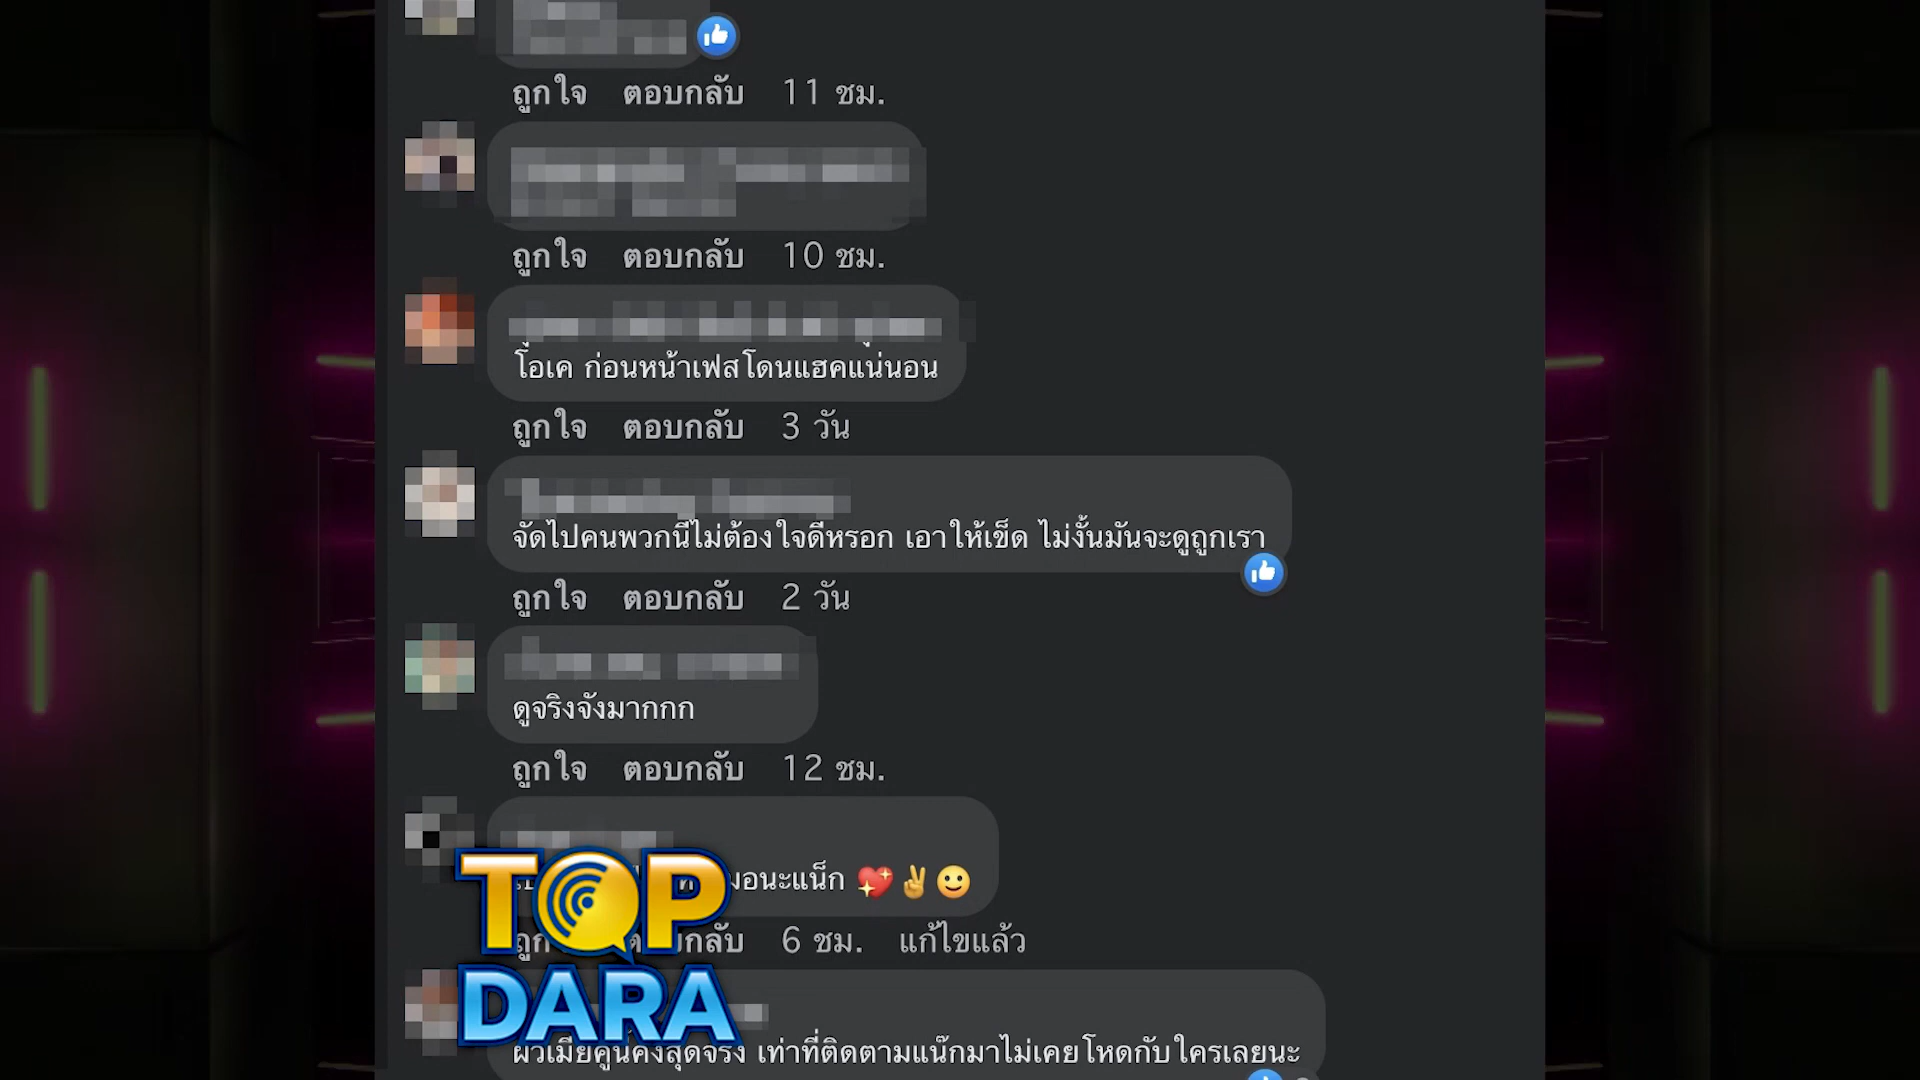 ถูกใจ ตอบกลับ 11 ชม.
ถูกใจ ตอบกลับ 10 ชม.
โอเค ก่อนหน้าเฟสโดนแฮคแน่นอน
ถูกใจ ตอบกลับ 3 วัน
จัดไปคนพวกนี้ไม่ต้องใจดีหรอก เอาให้เข็ด ไม่งั้นมันจะดูถูกเรา
ถูกใจ ตอบกลับ 2 วัน
ดูจริงจังมากกก
ถูกใจ ตอบกลับ 12 ชม.
มอนะแน็ก 💖✌️🙂
ตอบกลับ 6 ชม. แก้ไขแล้ว
TOP
DARA
ผัวเมียคู่นี้คงสุดจริง เท่าที่ติดตามแน๊กมาไม่เคยโหดกับใครเลยนะ